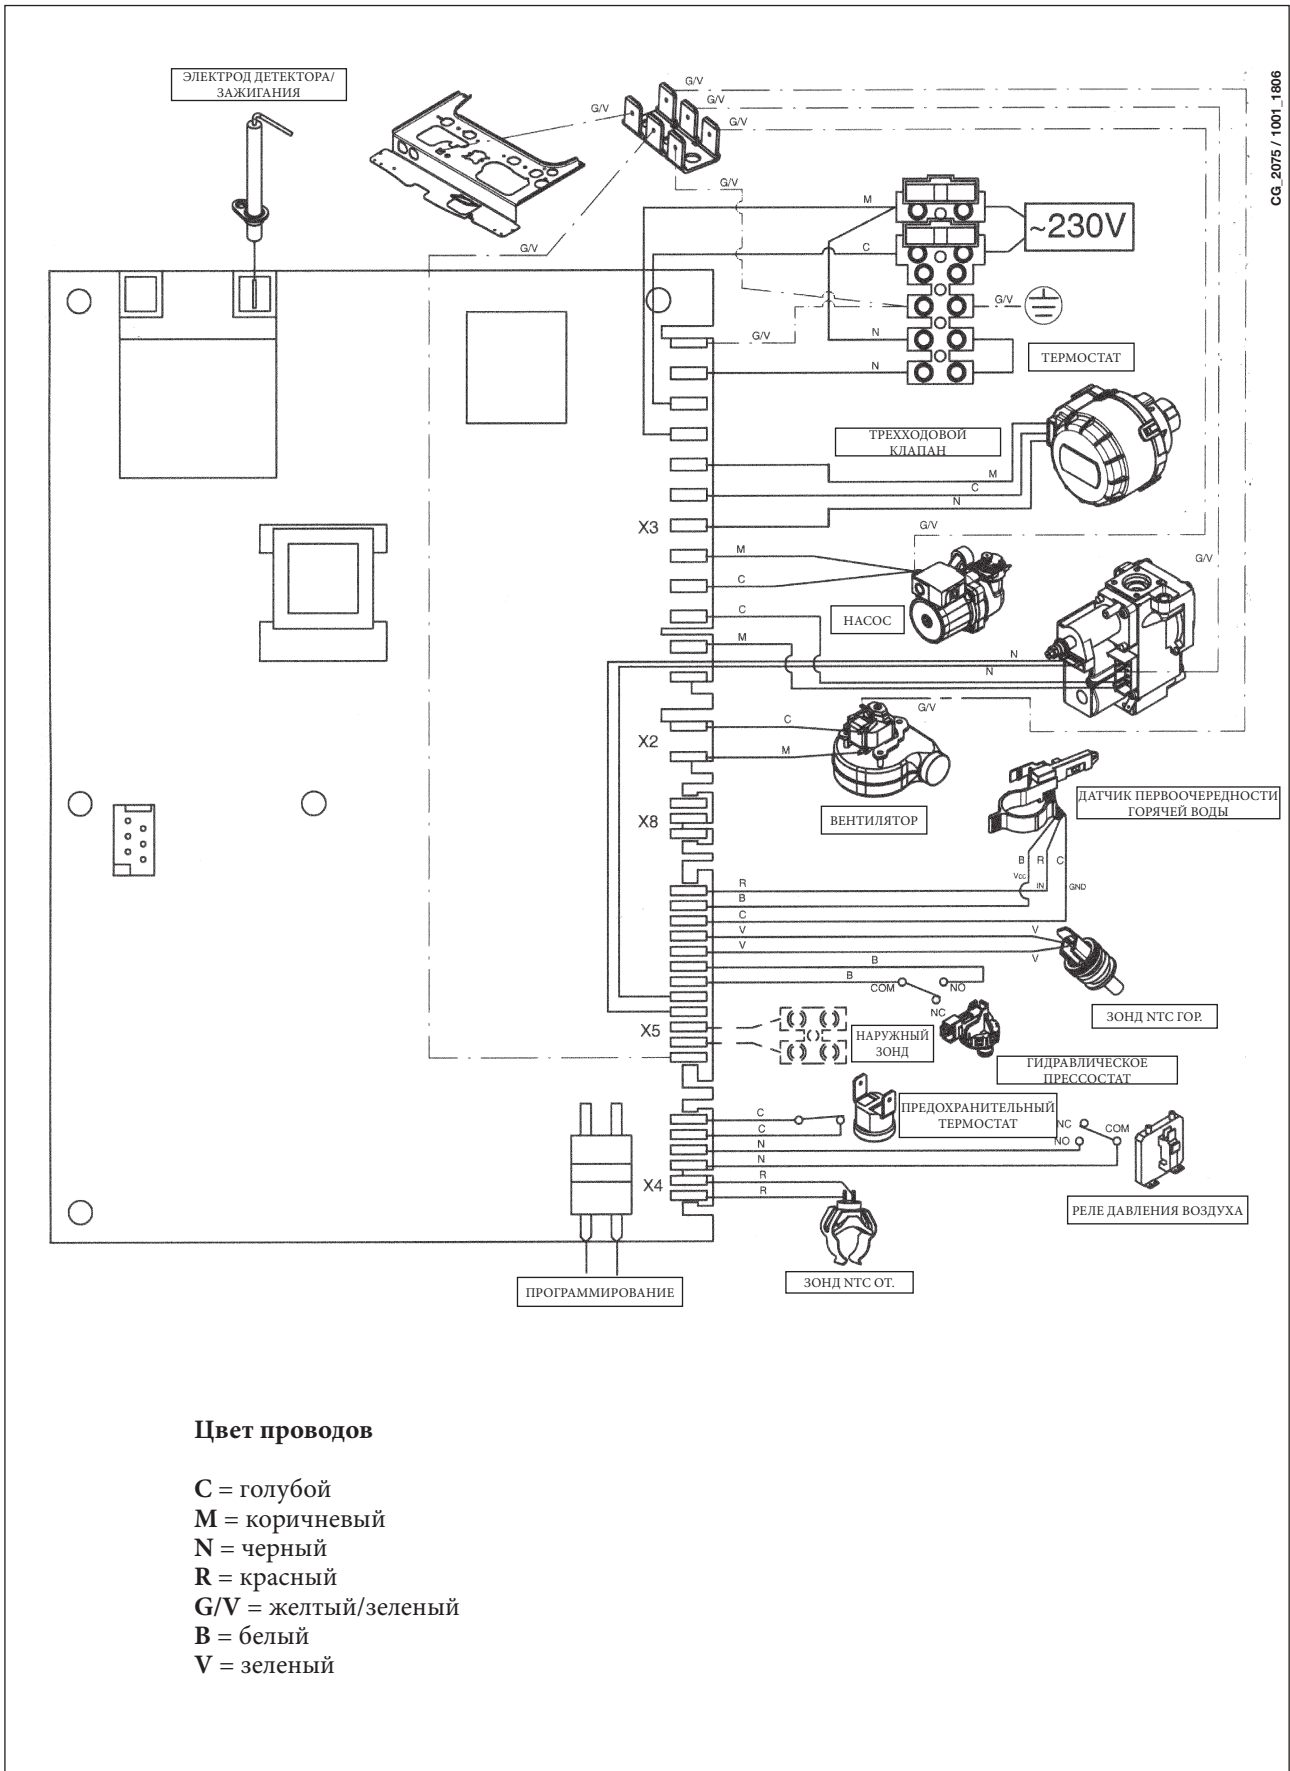 CG_2075 / 1001_1806
ЭЛЕКТРОД ДЕТЕКТОРА/
ЗАЖИГАНИЯ
G/V
G/V
G/V
G/V
G/V
G/V
M
~230V
C
G/V
G/V
N
ТЕРМОСТАТ
N
ТРЕХХОДОВОЙ
КЛАПАН
M
C
N
X3
G/V
M
G/V
C
C
НАСОС
M
N
N
G/V
C
X2
M
ДАТЧИК ПЕРВООЧЕРЕДНОСТИ
ГОРЯЧЕЙ ВОДЫ
ВЕНТИЛЯТОР
X8
B R C
Vcc
R
IN
GND
B
C
V
V
V
V
B
B
COM
NO
NC
ЗОНД NTC ГОР.
X5
НАРУЖНЫЙ
ЗОНД
ГИДРАВЛИЧЕСКОЕ
ПРЕССОСТАТ
ПРЕДОХРАНИТЕЛЬНЫЙ
ТЕРМОСТАТ
C
C
NC
COM
NO
N
N
R
X4
R
РЕЛЕ ДАВЛЕНИЯ ВОЗДУХА
ЗОНД NTC ОТ.
ПРОГРАММИРОВАНИЕ
Цвет проводов
C = голубой
M = коричневый
N = черный
R = красный
G/V = желтый/зеленый
B = белый
V = зеленый